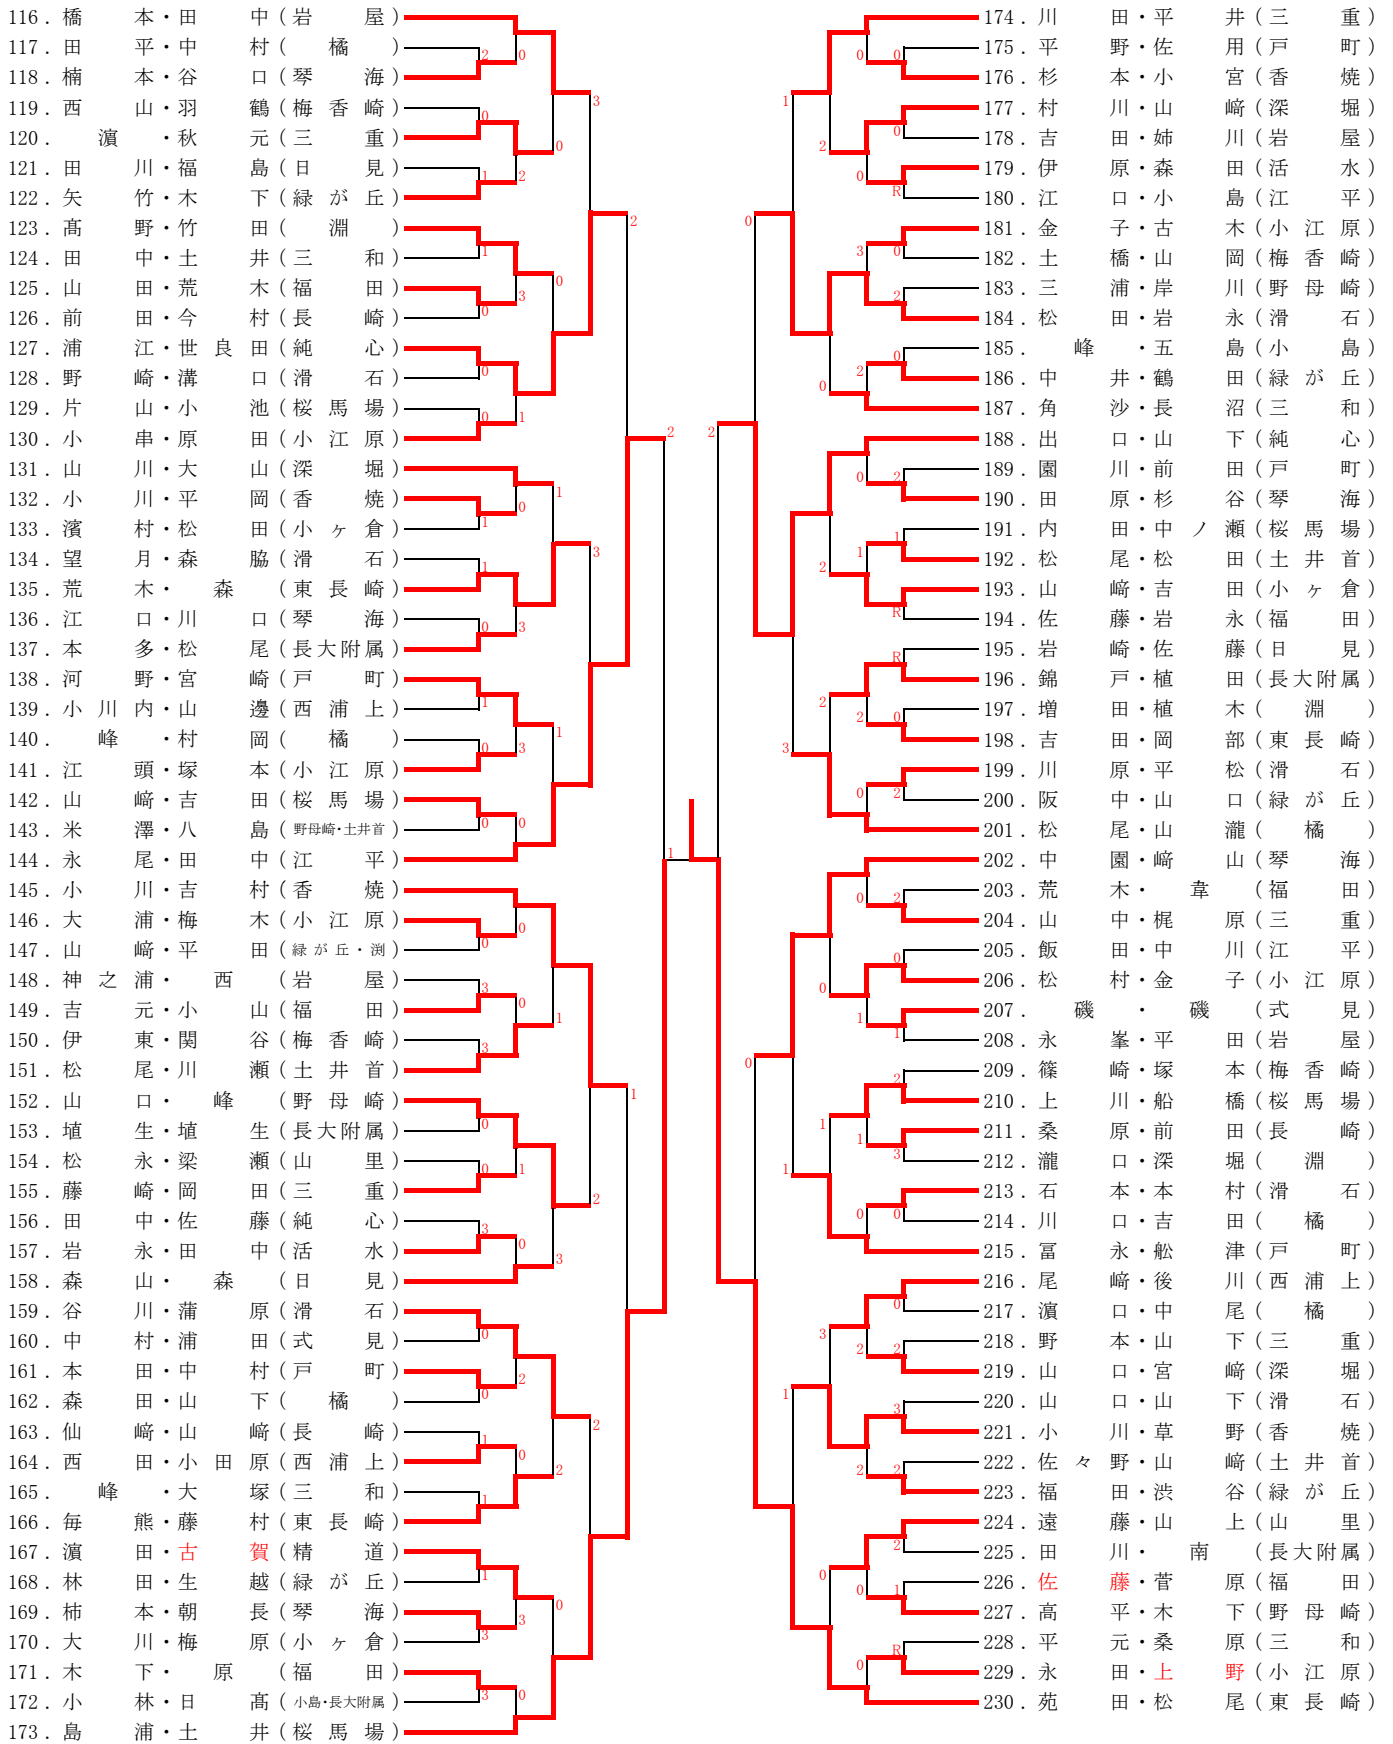 116．橋本・田中（岩屋）
117．田平・中村（橘）
118．楠本・谷口（琴海）
119．西山・羽鶴（梅香崎）
120．濵・秋元（三重）
121．田川・福島（日見）
122．矢竹・木下（緑が丘）
123．髙野・竹田（淵）
124．田中・土井（三和）
125．山田・荒木（福田）
126．前田・今村（長崎）
127．浦江・世良田（純心）
128．野崎・溝口（滑石）
129．片山・小池（桜馬場）
130．小串・原田（小江原）
131．山川・大山（深堀）
132．小川・平岡（香焼）
133．濱村・松田（小ヶ倉）
134．望月・森脇（滑石）
135．荒木・森（東長崎）
136．江口・川口（琴海）
137．本多・松尾（長大附属）
138．河野・宮崎（戸町）
139．小川内・山邊（西浦上）
140．峰・村岡（橘）
141．江頭・塚本（小江原）
142．山﨑・吉田（桜馬場）
143．米澤・八島（野母崎・土井首）
144．永尾・田中（江平）
145．小川・吉村（香焼）
146．大浦・梅木（小江原）
147．山﨑・平田（緑が丘・渕）
148．神之浦・西（岩屋）
149．吉元・小山（福田）
150．伊東・関谷（梅香崎）
151．松尾・川瀬（土井首）
152．山口・峰（野母崎）
153．埴生・埴生（長大附属）
154．松永・梁瀬（山里）
155．藤崎・岡田（三重）
156．田中・佐藤（純心）
157．岩永・田中（活水）
158．森山・森（日見）
159．谷川・蒲原（滑石）
160．中村・浦田（式見）
161．本田・中村（戸町）
162．森田・山下（橘）
163．仙﨑・山﨑（長崎）
164．西田・小田原（西浦上）
165．峰・大塚（三和）
166．毎熊・藤村（東長崎）
167．濵田・古賀（精道）
168．林田・生越（緑が丘）
169．柿本・朝長（琴海）
170．大川・梅原（小ヶ倉）
171．木下・原（福田）
172．小林・日髙（小島・長大附属）
173．島浦・土井（桜馬場）
174．川田・平井（三重）
175．平野・佐用（戸町）
176．杉本・小宮（香焼）
177．村川・山﨑（深堀）
178．吉田・姉川（岩屋）
179．伊原・森田（活水）
180．江口・小島（江平）
181．金子・古木（小江原）
182．土橋・山岡（梅香崎）
183．三浦・岸川（野母崎）
184．松田・岩永（滑石）
185．峰・五島（小島）
186．中井・鶴田（緑が丘）
187．角沙・長沼（三和）
188．出口・山下（純心）
189．園川・前田（戸町）
190．田原・杉谷（琴海）
191．内田・中ノ瀬（桜馬場）
192．松尾・松田（土井首）
193．山﨑・吉田（小ヶ倉）
194．佐藤・岩永（福田）
195．岩崎・佐藤（日見）
196．錦戸・植田（長大附属）
197．増田・植木（淵）
198．吉田・岡部（東長崎）
199．川原・平松（滑石）
200．阪中・山口（緑が丘）
201．松尾・山瀧（橘）
202．中園・﨑山（琴海）
203．荒木・韋（福田）
204．山中・梶原（三重）
205．飯田・中川（江平）
206．松村・金子（小江原）
207．磯・磯（式見）
208．永峯・平田（岩屋）
209．篠崎・塚本（梅香崎）
210．上川・船橋（桜馬場）
211．桑原・前田（長崎）
212．瀧口・深堀（淵）
213．石本・本村（滑石）
214．川口・吉田（橘）
215．冨永・舩津（戸町）
216．尾﨑・後川（西浦上）
217．濵口・中尾（橘）
218．野本・山下（三重）
219．山口・宮﨑（深堀）
220．山口・山下（滑石）
221．小川・草野（香焼）
222．佐々野・山﨑（土井首）
223．福田・渋谷（緑が丘）
224．遠藤・山上（山里）
225．田川・南（長大附属）
226．佐藤・菅原（福田）
227．高平・木下（野母崎）
228．平元・桑原（三和）
229．永田・上野（小江原）
230．苑田・松尾（東長崎）